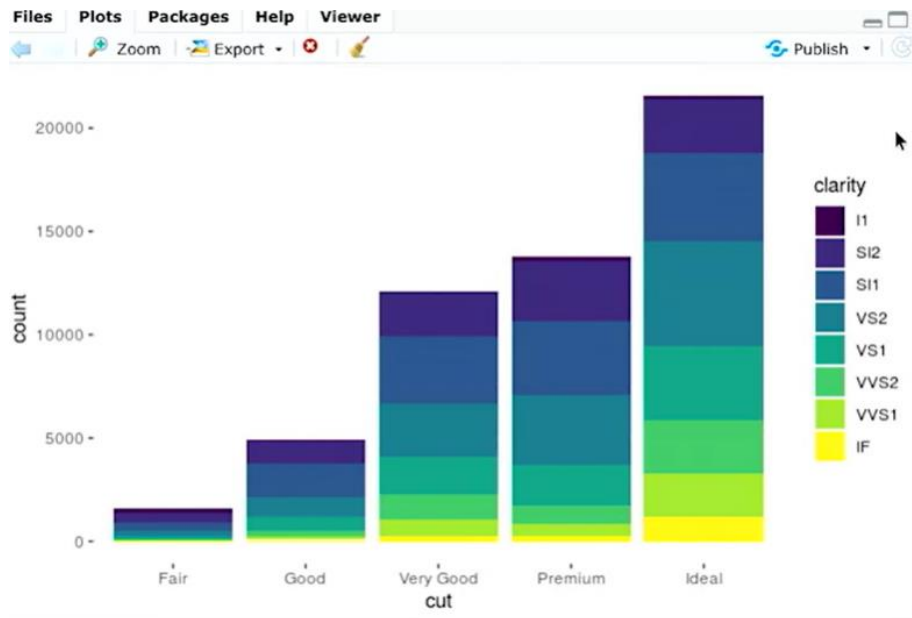 Files Plots Packages Help Viewer
Zoom Export Publish
20000
15000
10000
5000
0
count
Fair Good Very Good Premium Ideal
cut
clarity
I1
SI2
SI1
VS2
VS1
VVS2
VVS1
IF